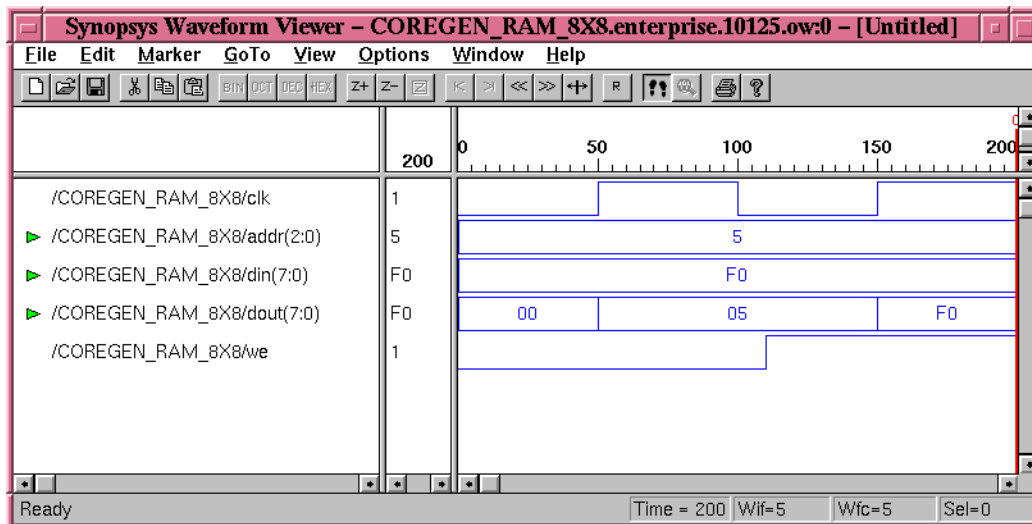 Synopsys Waveform Viewer – COREGEN_RAM_8X8.enterprise.10125.ow:0 – [Untitled]
File Edit Marker GoTo View Options Window Help
BIN OCT DEC HEX Z+ Z- Z R
200 0 50 100 150 200
/COREGEN_RAM_8X8/clk 1
/COREGEN_RAM_8X8/addr(2:0) 5 5
/COREGEN_RAM_8X8/din(7:0) F0 F0
/COREGEN_RAM_8X8/dout(7:0) F0 00 05 F0
/COREGEN_RAM_8X8/we 1
Ready Time = 200 Wif=5 Wfc=5 Sel=0